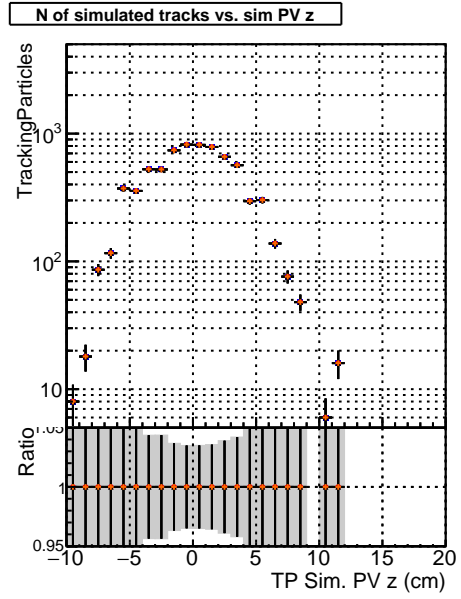 N of simulated tracks vs. sim PV z
TrackingParticles
10³
10²
10
Ratio
1.05
1
0.95
−10 −5 0 5 10 15 20
TP Sim. PV z (cm)